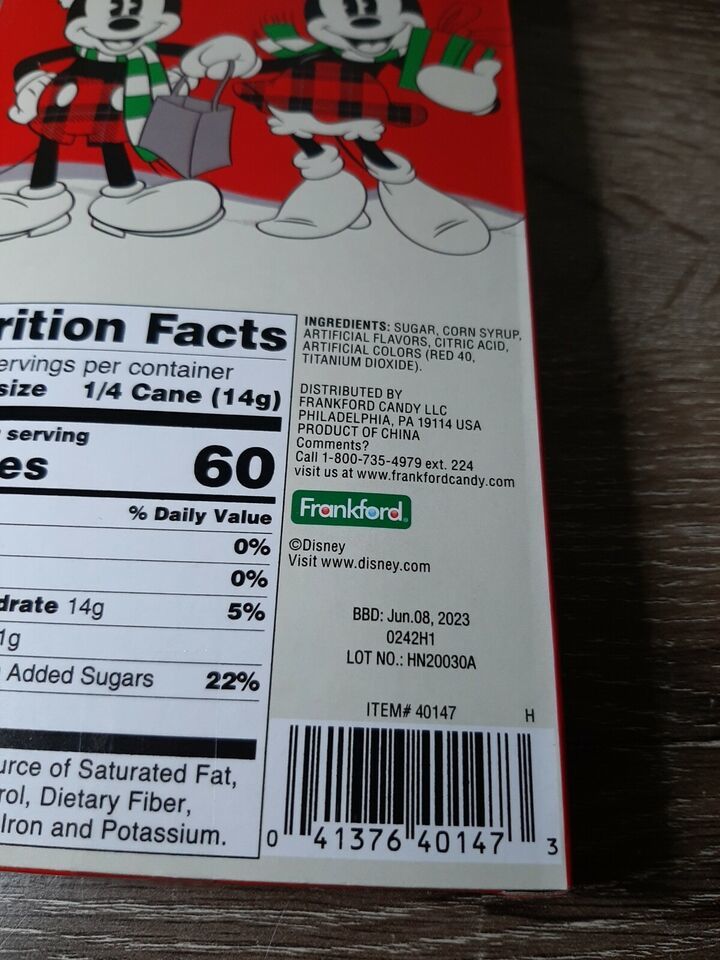 rition Facts
ervings per container
size 1/4 Cane (14g)
serving
es 60
% Daily Value
0%
0%
drate 14g 5%
1g
Added Sugars 22%
urce of Saturated Fat,
rol, Dietary Fiber,
Iron and Potassium.
INGREDIENTS: SUGAR, CORN SYRUP,
ARTIFICIAL FLAVORS, CITRIC ACID,
ARTIFICIAL COLORS (RED 40,
TITANIUM DIOXIDE).
DISTRIBUTED BY
FRANKFORD CANDY LLC
PHILADELPHIA, PA 19114 USA
PRODUCT OF CHINA
Comments?
Call 1-800-735-4979 ext. 224
visit us at www.frankfordcandy.com
Frankford®
©Disney
Visit www.disney.com
BBD: Jun.08, 2023
0242H1
LOT NO.: HN20030A
ITEM# 40147 H
0 41376 40147 3